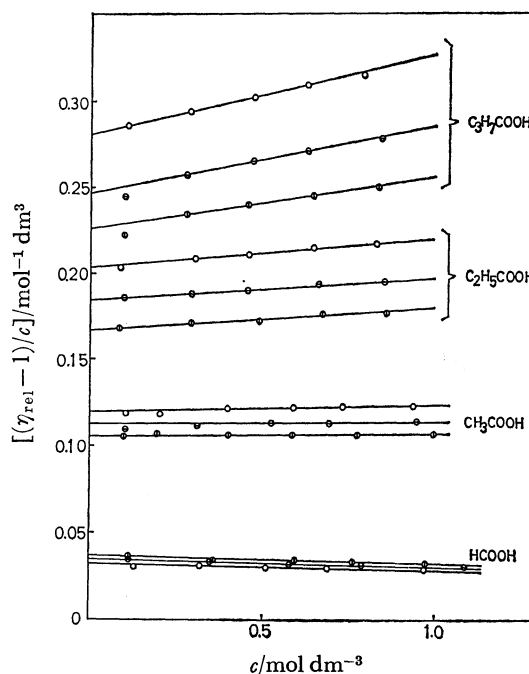 [(η_rel − 1)/c]/mol⁻¹ dm³
0.30
0.25
0.20
0.15
0.10
0.05
0
0.5
1.0
c/mol dm⁻³
C₃H₇COOH
C₂H₅COOH
CH₃COOH
HCOOH